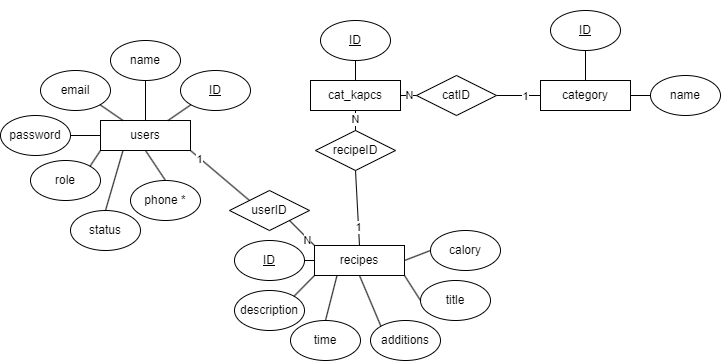 ID
ID
name
email
ID
cat_kapcs
N
catID
1
category
name
password
users
N
recipeID
role
phone *
1
status
userID
1
N
ID
recipes
calory
description
title
time
additions